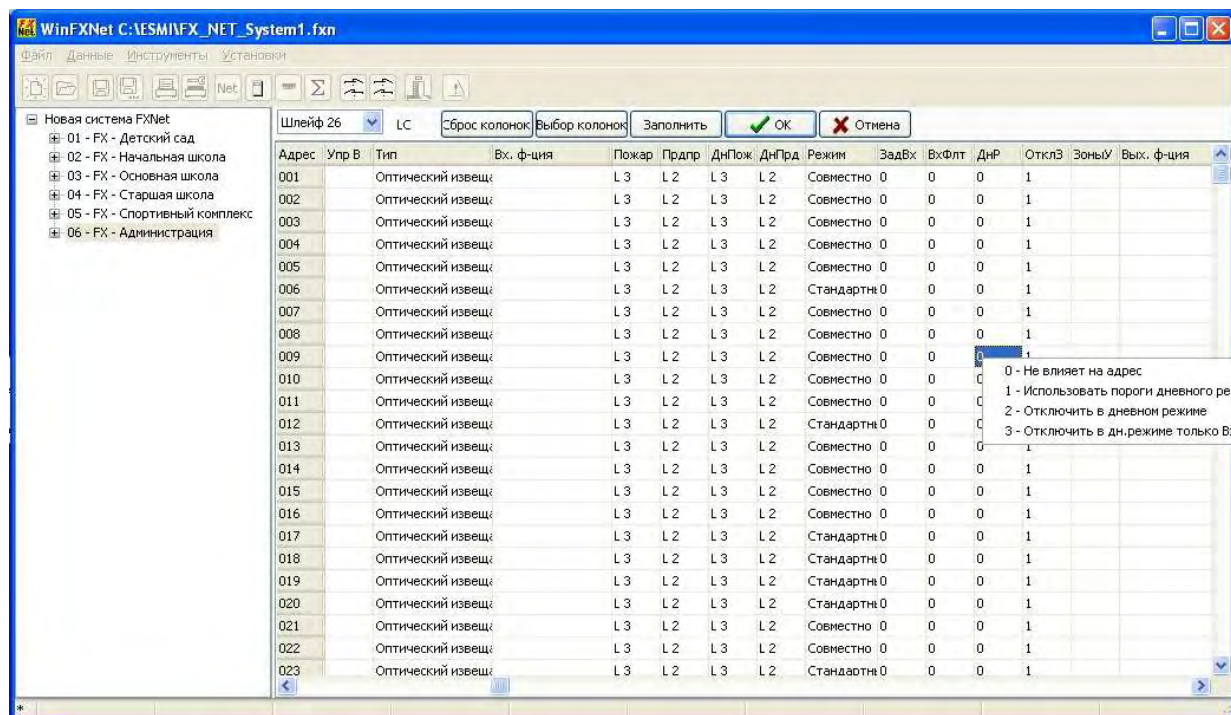 WinFXNet C:\ESMI\FX_NET_System1.fxn
Файл Данные Инструменты Установки
Net
Новая система FXNet
01 - FX - Детский сад
02 - FX - Начальная школа
03 - FX - Основная школа
04 - FX - Старшая школа
05 - FX - Спортивный комплекс
06 - FX - Администрация
Шлейф 26 LC Сброс колонок Выбор колонок Заполнить OK Отмена
Адрес Упр В Тип Вх. ф-ция Пожар Прдпр ДнПож ДнПрд Режим ЗадВх ВхФлт ДнР ОтклЗ ЗоныУ Вых. ф-ция
001 Оптический извеща L 3 L 2 L 3 L 2 Совместно 0 0 0 1
002 Оптический извеща L 3 L 2 L 3 L 2 Совместно 0 0 0 1
003 Оптический извеща L 3 L 2 L 3 L 2 Совместно 0 0 0 1
004 Оптический извеща L 3 L 2 L 3 L 2 Совместно 0 0 0 1
005 Оптический извеща L 3 L 2 L 3 L 2 Совместно 0 0 0 1
006 Оптический извеща L 3 L 2 L 3 L 2 Стандартнь 0 0 0 1
007 Оптический извеща L 3 L 2 L 3 L 2 Совместно 0 0 0 1
008 Оптический извеща L 3 L 2 L 3 L 2 Совместно 0 0 0 1
009 Оптический извеща L 3 L 2 L 3 L 2 Совместно 0 0 0 1
010 Оптический извеща L 3 L 2 L 3 L 2 Совместно 0 0
011 Оптический извеща L 3 L 2 L 3 L 2 Совместно 0 0
012 Оптический извеща L 3 L 2 L 3 L 2 Стандартнь 0 0
013 Оптический извеща L 3 L 2 L 3 L 2 Совместно 0 0 0 1
014 Оптический извеща L 3 L 2 L 3 L 2 Совместно 0 0 0 1
015 Оптический извеща L 3 L 2 L 3 L 2 Совместно 0 0 0 1
016 Оптический извеща L 3 L 2 L 3 L 2 Совместно 0 0 0 1
017 Оптический извеща L 3 L 2 L 3 L 2 Стандартнь 0 0 0 1
018 Оптический извеща L 3 L 2 L 3 L 2 Стандартнь 0 0 0 1
019 Оптический извеща L 3 L 2 L 3 L 2 Стандартнь 0 0 0 1
020 Оптический извеща L 3 L 2 L 3 L 2 Стандартнь 0 0 0 1
021 Оптический извеща L 3 L 2 L 3 L 2 Совместно 0 0 0 1
022 Оптический извеща L 3 L 2 L 3 L 2 Совместно 0 0 0 1
023 Оптический извеща L 3 L 2 L 3 L 2 Стандартнь 0 0 0 1
0 - Не влияет на адрес
1 - Использовать пороги дневного ре
2 - Отключить в дневном режиме
3 - Отключить в дн.режиме только Вх
*